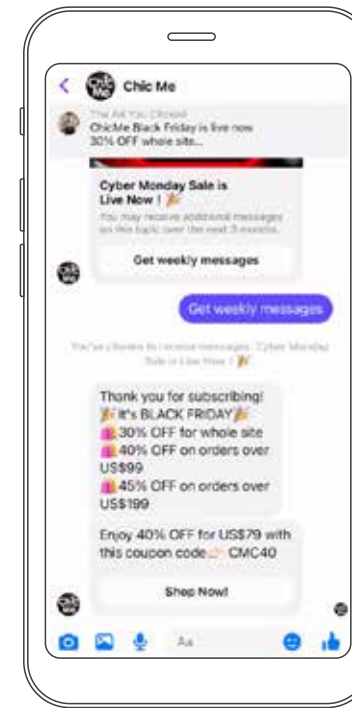 Chic Me
The Ad You Clicked
ChicMe Black Friday is live now
30% OFF whole site...
Cyber Monday Sale is
Live Now ! 🎉
You may receive additional messages
on this topic over the next 3 months.
Get weekly messages
Get weekly messages
You've chosen to receive messages: Cyber Monday
Sale is Live Now ! 🎉
Thank you for subscribing!
🎉It's BLACK FRIDAY🎉
🛍️30% OFF for whole site
🛍️40% OFF on orders over
US$99
🛍️45% OFF on orders over
US$199
Enjoy 40% OFF for US$79 with
this coupon code👉🏻 CMC40
Shop Now!
Aa